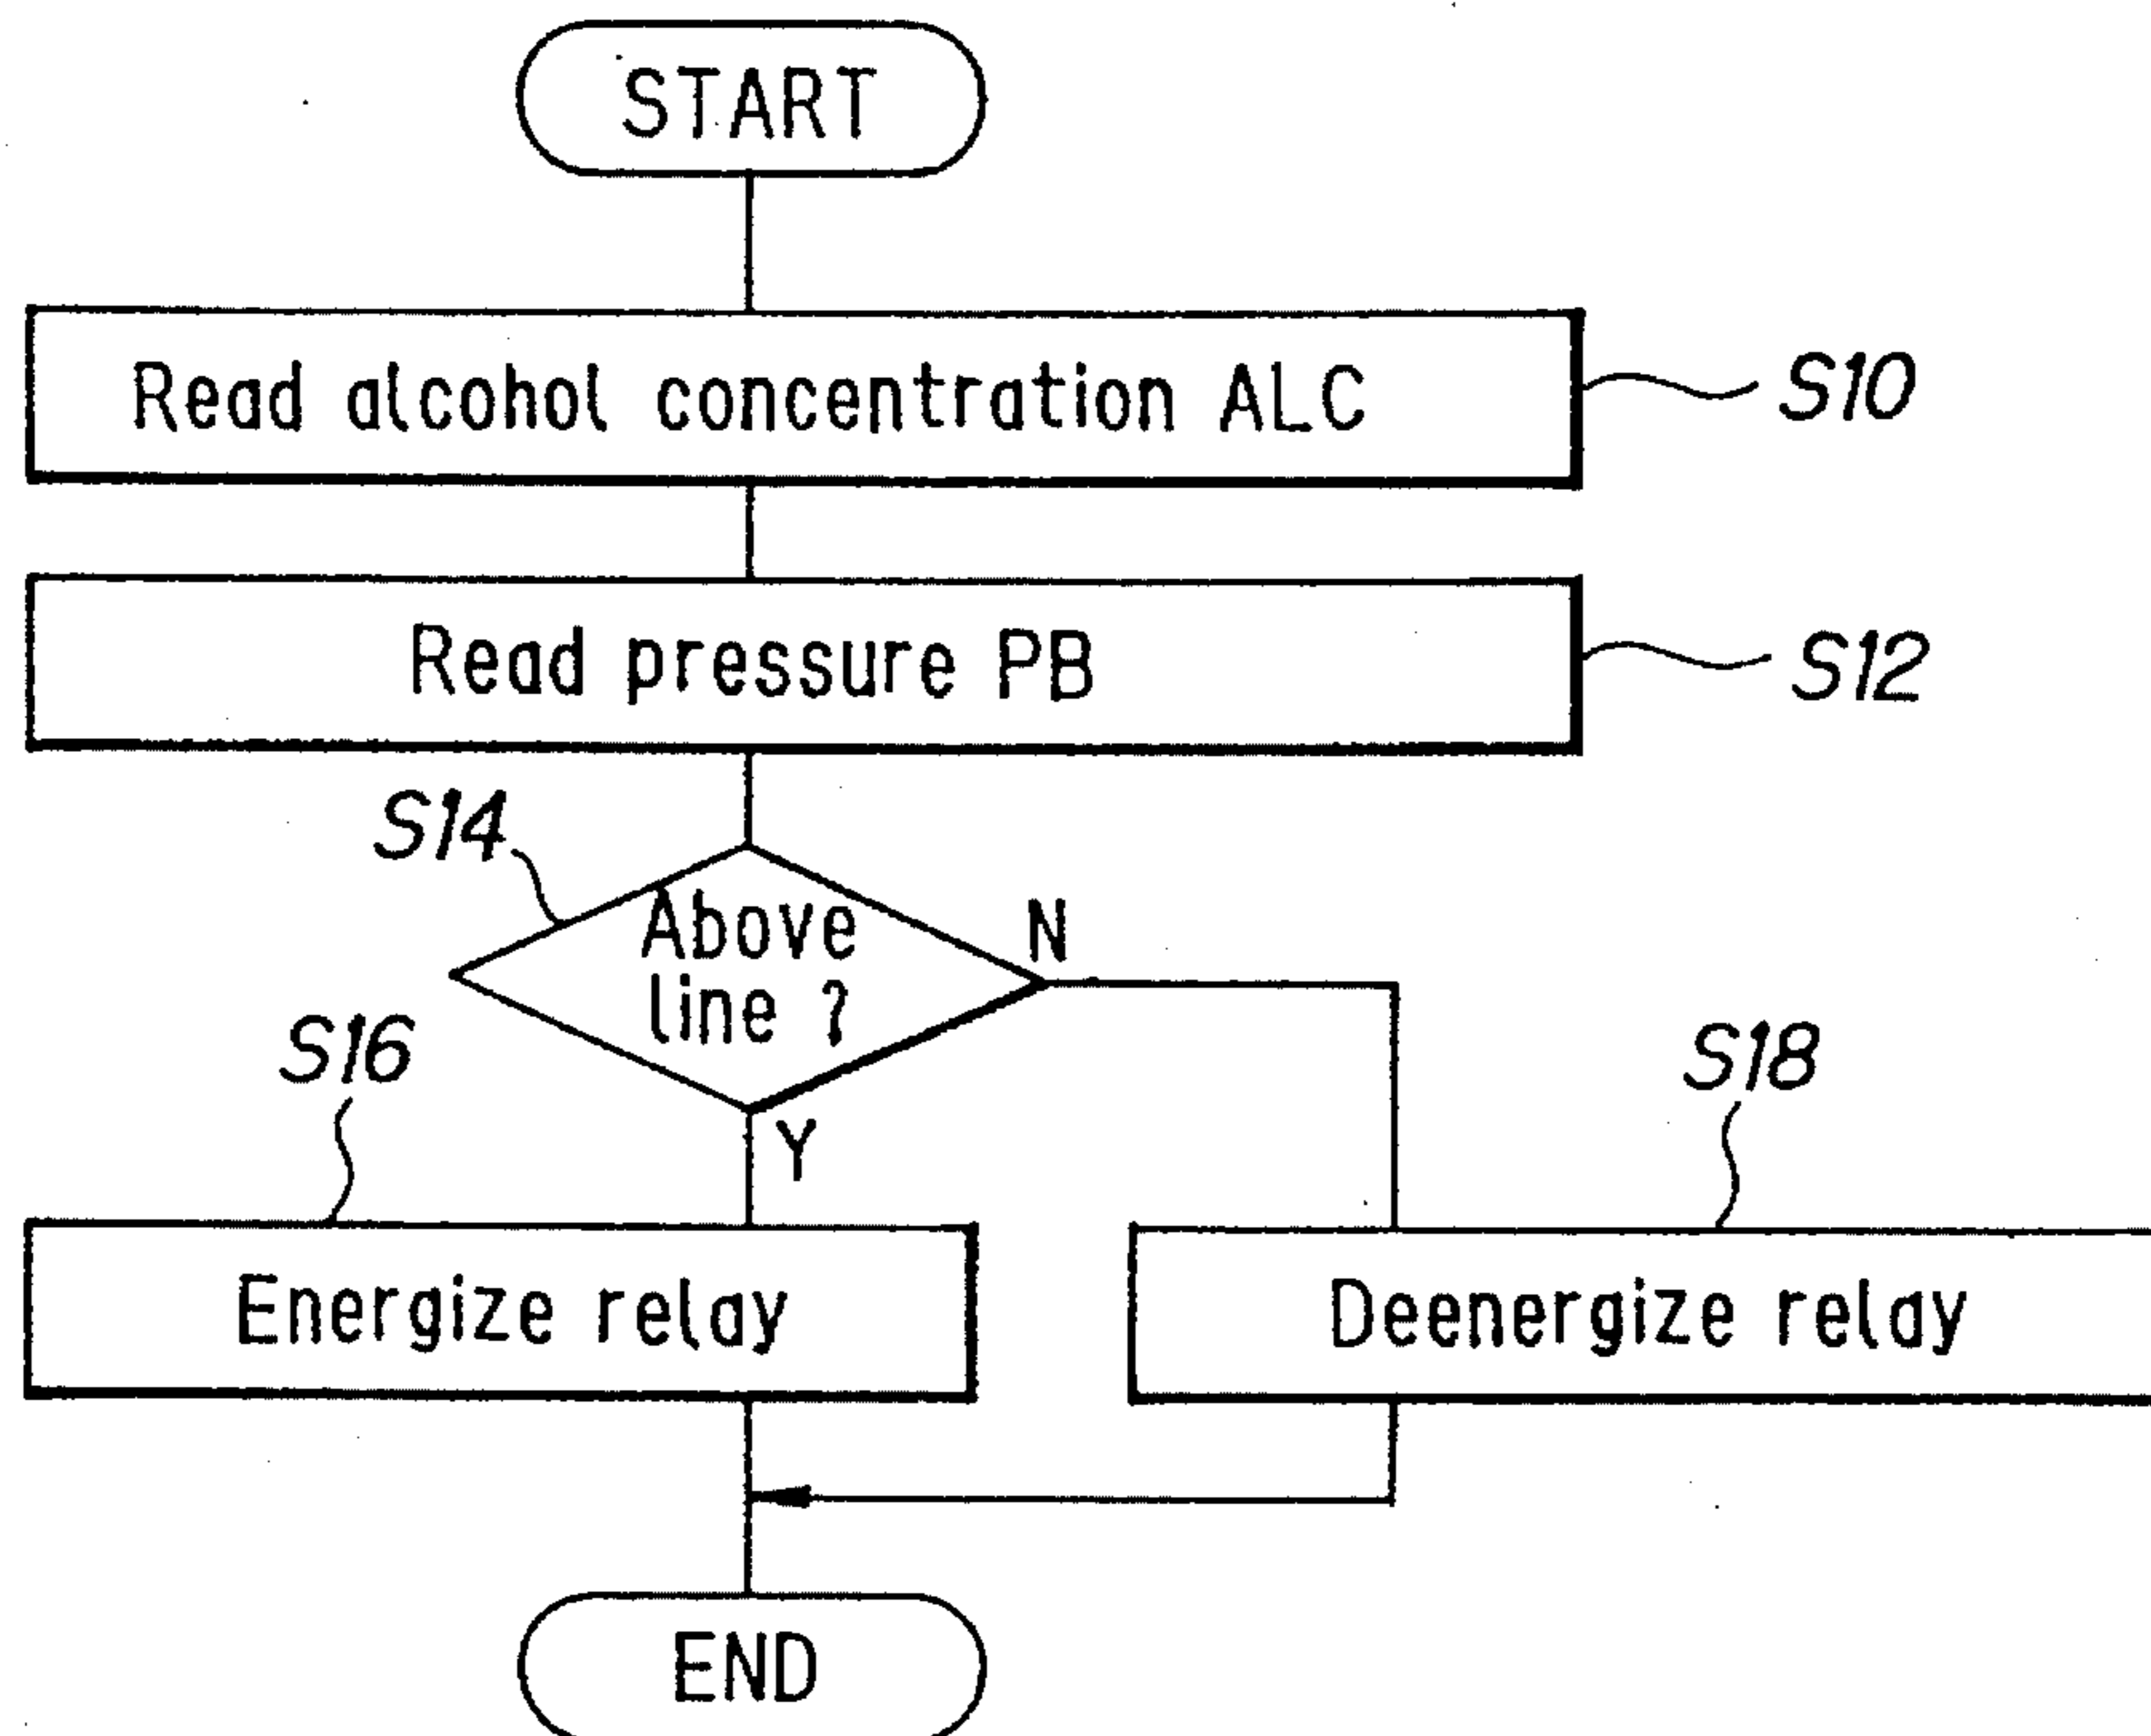 START
Read alcohol concentration ALC
S10
Read pressure PB
S12
S14
Above
line ?
N
S16
S18
Y
Energize relay
Deenergize relay
END